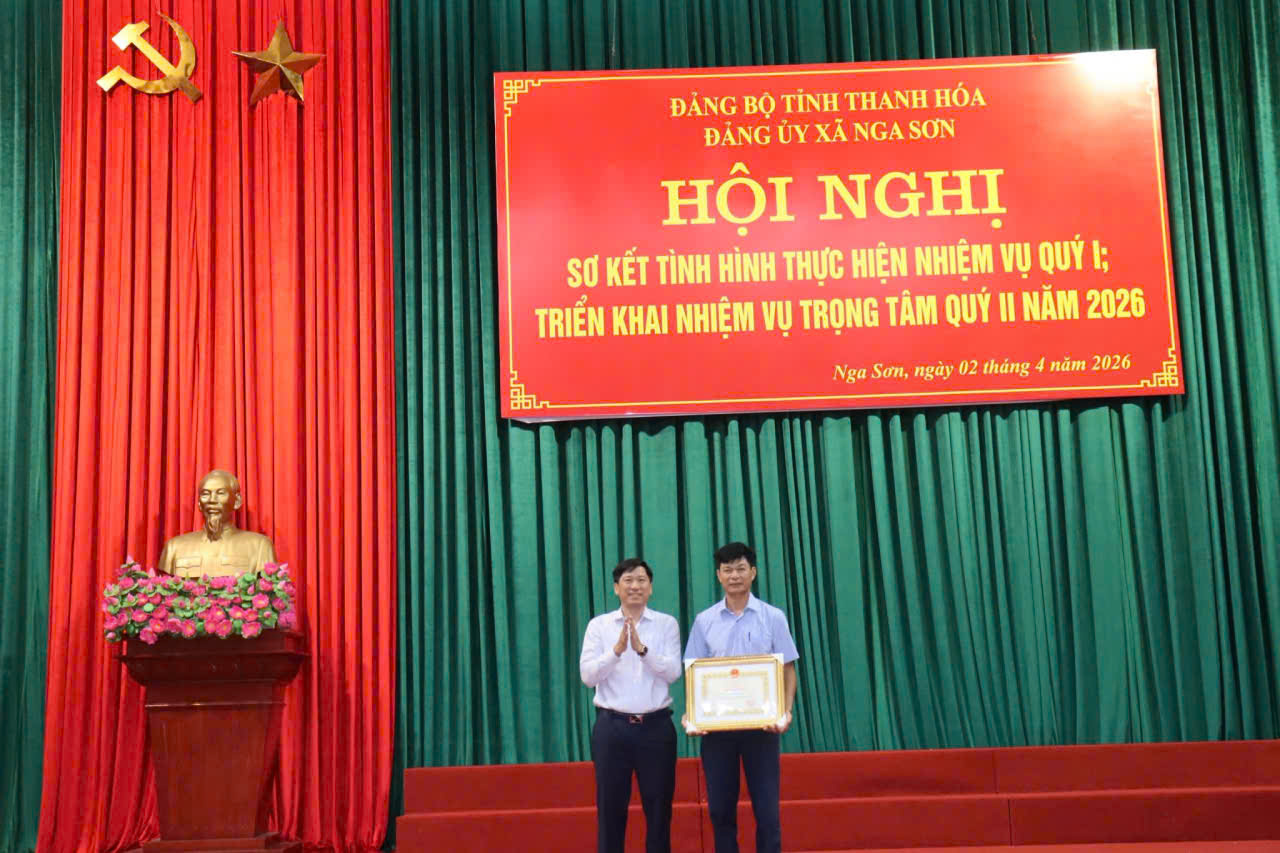 ĐẢNG BỘ TỈNH THANH HÓA
ĐẢNG ỦY XÃ NGA SƠN
HỘI NGHỊ
SƠ KẾT TÌNH HÌNH THỰC HIỆN NHIỆM VỤ QUÝ I;
TRIỂN KHAI NHIỆM VỤ TRỌNG TÂM QUÝ II NĂM 2026
Nga Sơn, ngày 02 tháng 4 năm 2026